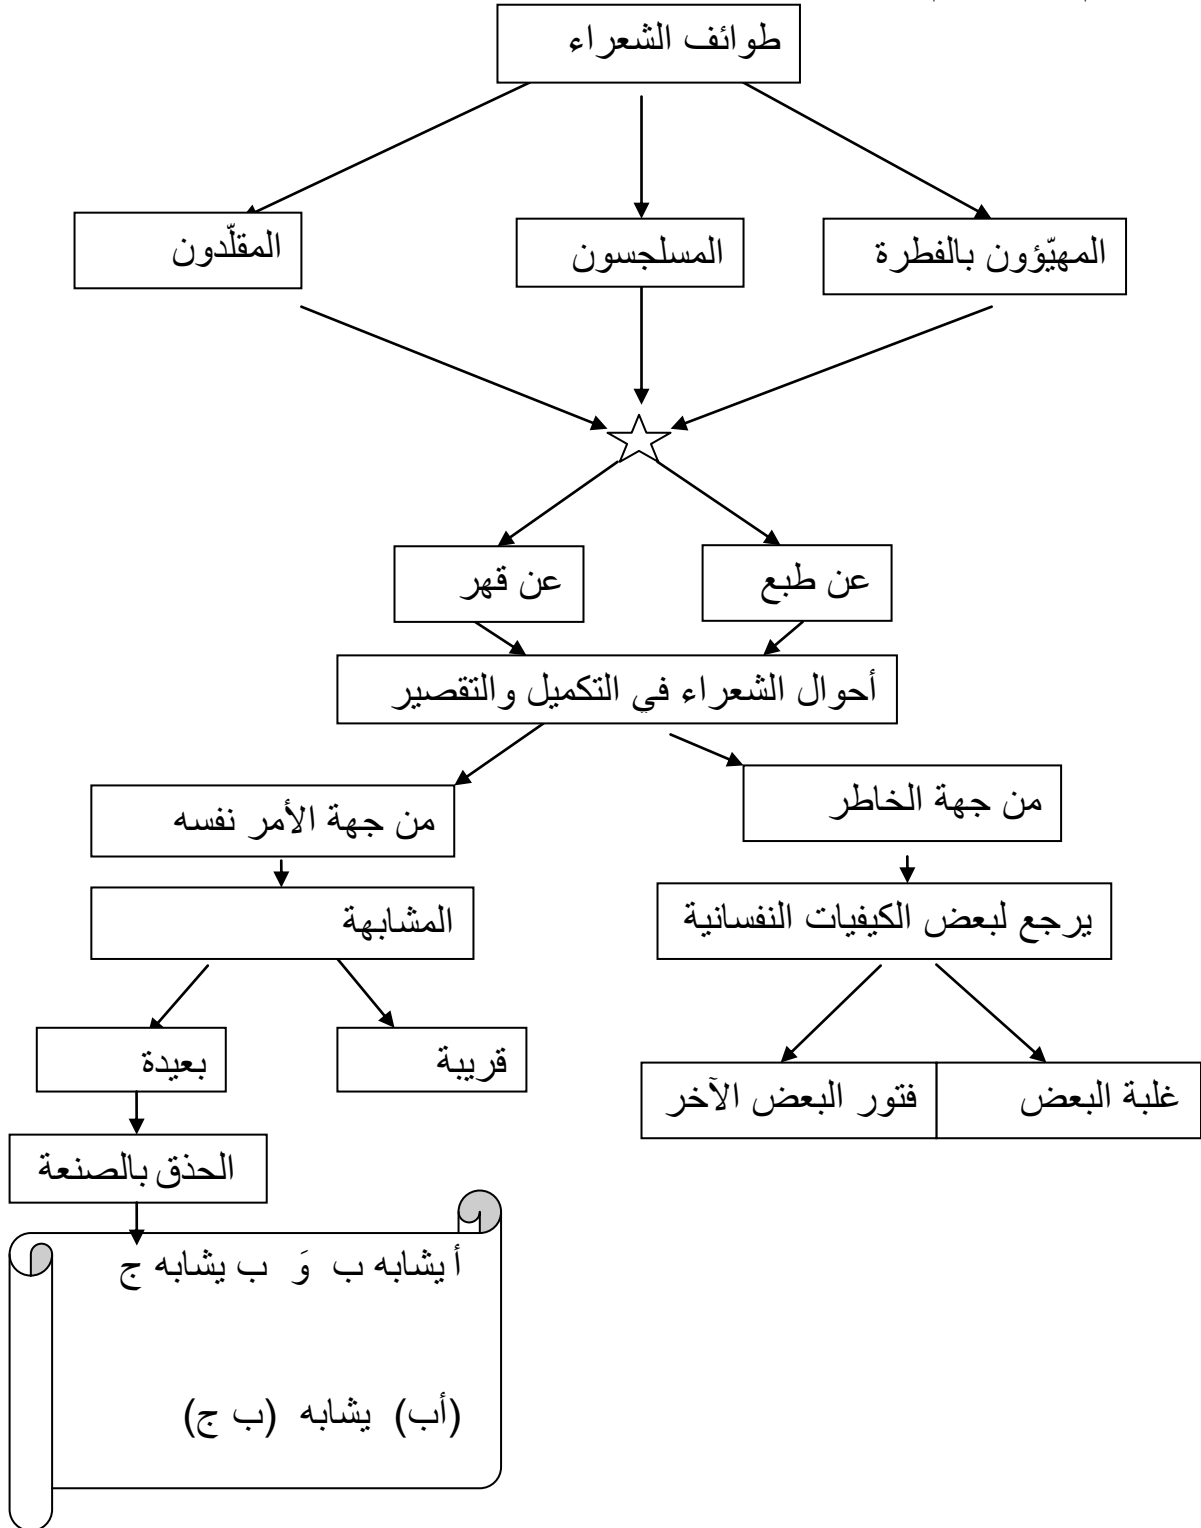 طوائف الشعراء
المهيّؤون بالفطرة
المسلجسون
المقلّدون
عن طبع
عن قهر
أحوال الشعراء في التكميل والتقصير
من جهة الخاطر
من جهة الأمر نفسه
يرجع لبعض الكيفيات النفسانية
المشابهة
غلبة البعض
فتور البعض الآخر
قريبة
بعيدة
الحذق بالصنعة
أ يشابه ب وَ ب يشابه ج
(أب) يشابه (ب ج)